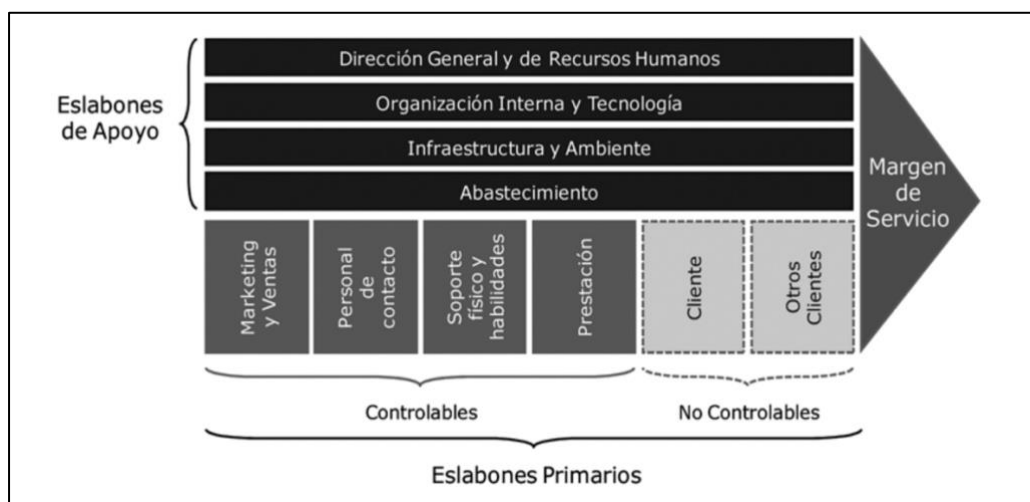 Eslabones
de Apoyo
Dirección General y de Recursos Humanos
Organización Interna y Tecnología
Infraestructura y Ambiente
Abastecimiento
Marketing
y Ventas
Personal
de
contacto
Soporte
físico y
habilidades
Prestación
Cliente
Otros
Clientes
Margen
de
Servicio
Controlables
No Controlables
Eslabones Primarios